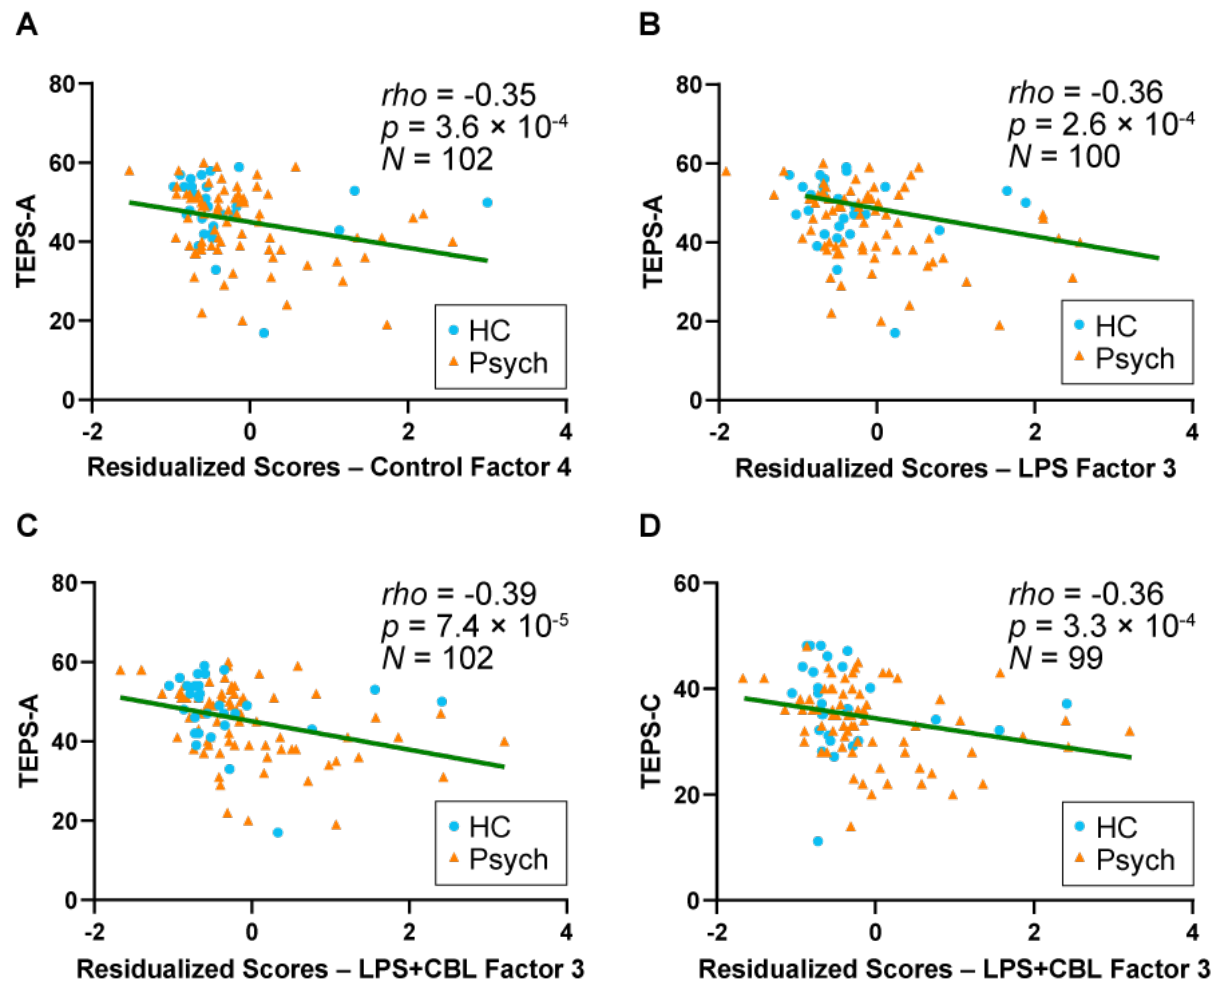 A
rho = -0.35
p = 3.6 × 10-4
N = 102
80
60
40
20
0
TEPS-A
HC
Psych
-2 0 2 4
Residualized Scores – Control Factor 4
B
rho = -0.36
p = 2.6 × 10-4
N = 100
80
60
40
20
0
TEPS-A
HC
Psych
-2 0 2 4
Residualized Scores – LPS Factor 3
C
rho = -0.39
p = 7.4 × 10-5
N = 102
80
60
40
20
0
TEPS-A
HC
Psych
-2 0 2 4
Residualized Scores – LPS+CBL Factor 3
D
rho = -0.36
p = 3.3 × 10-4
N = 99
60
40
20
0
TEPS-C
HC
Psych
-2 0 2 4
Residualized Scores – LPS+CBL Factor 3